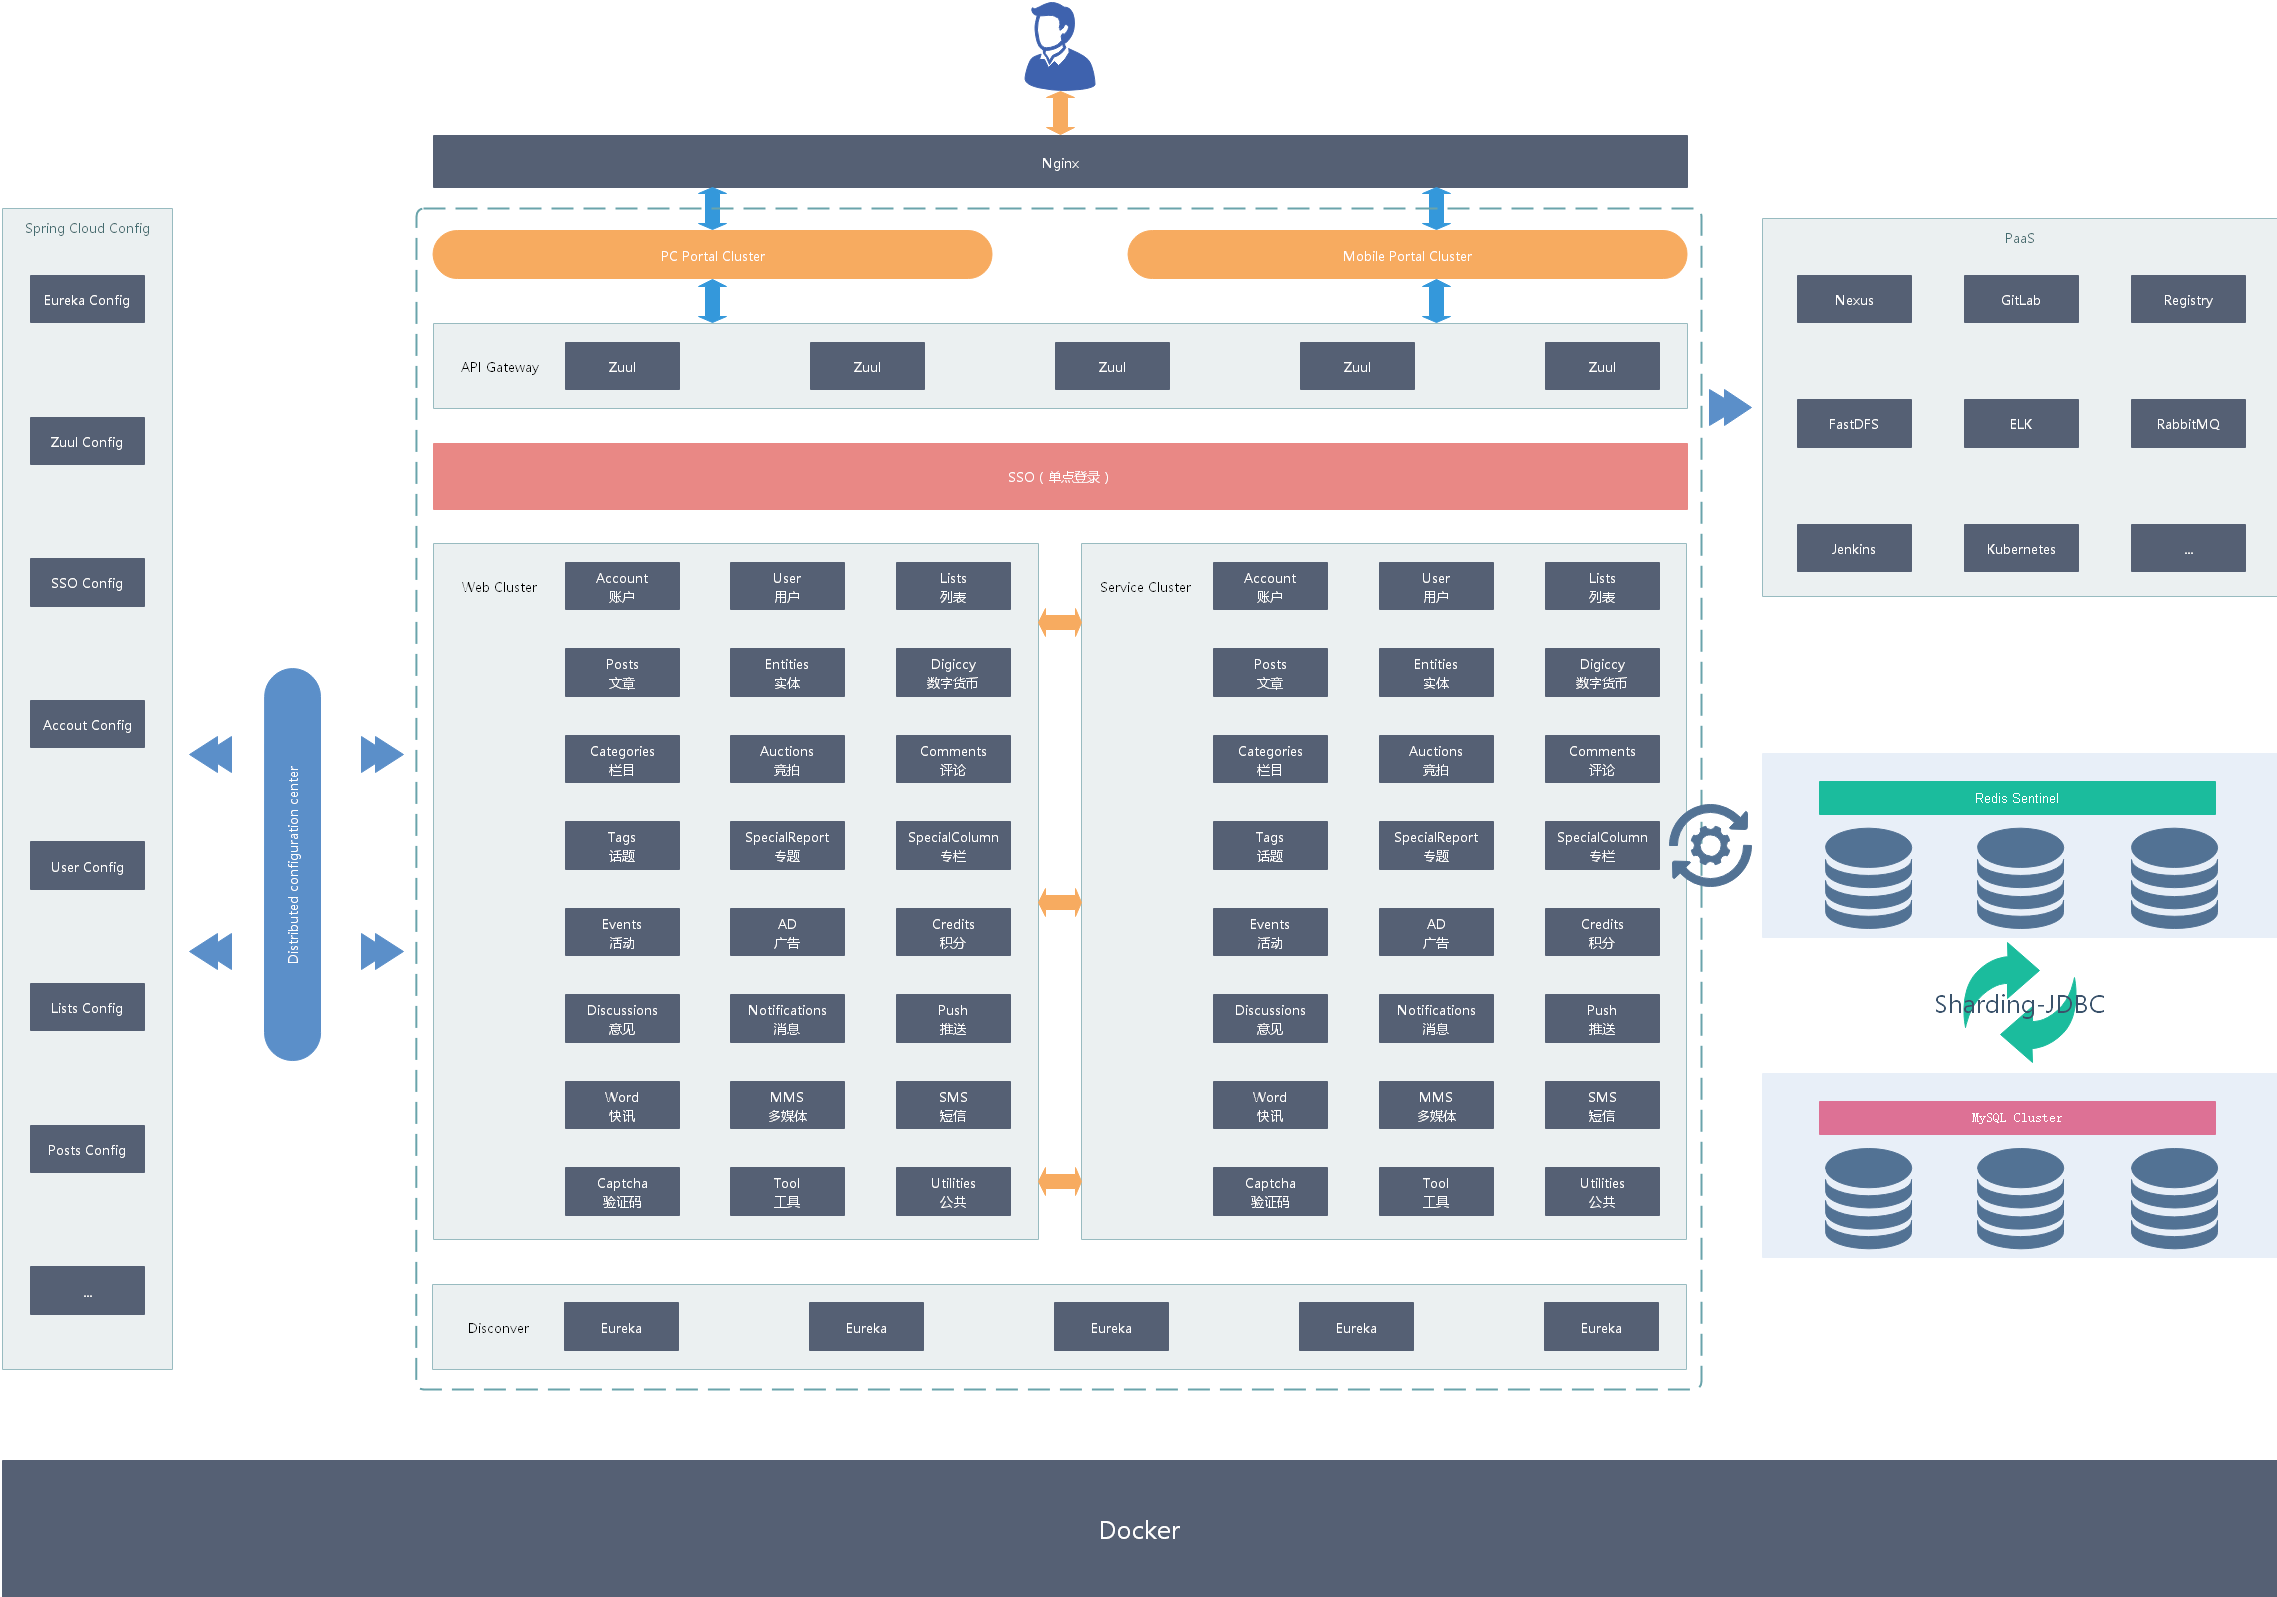 Nginx
Spring Cloud Config
Eureka Config
Zuul Config
SSO Config
Accout Config
User Config
Lists Config
Posts Config
...
Distributed configuration center
PC Portal Cluster
Mobile Portal Cluster
API Gateway
Zuul
Zuul
Zuul
Zuul
Zuul
SSO（单点登录）
Web Cluster
Account
账户
User
用户
Lists
列表
Posts
文章
Entities
实体
Digiccy
数字货币
Categories
栏目
Auctions
竞拍
Comments
评论
Tags
话题
SpecialReport
专题
SpecialColumn
专栏
Events
活动
AD
广告
Credits
积分
Discussions
意见
Notifications
消息
Push
推送
Word
快讯
MMS
多媒体
SMS
短信
Captcha
验证码
Tool
工具
Utilities
公共
Service Cluster
Account
账户
User
用户
Lists
列表
Posts
文章
Entities
实体
Digiccy
数字货币
Categories
栏目
Auctions
竞拍
Comments
评论
Tags
话题
SpecialReport
专题
SpecialColumn
专栏
Events
活动
AD
广告
Credits
积分
Discussions
意见
Notifications
消息
Push
推送
Word
快讯
MMS
多媒体
SMS
短信
Captcha
验证码
Tool
工具
Utilities
公共
Disconver
Eureka
Eureka
Eureka
Eureka
Eureka
PaaS
Nexus
GitLab
Registry
FastDFS
ELK
RabbitMQ
Jenkins
Kubernetes
...
Redis Sentinel
Sharding-JDBC
MySQL Cluster
Docker